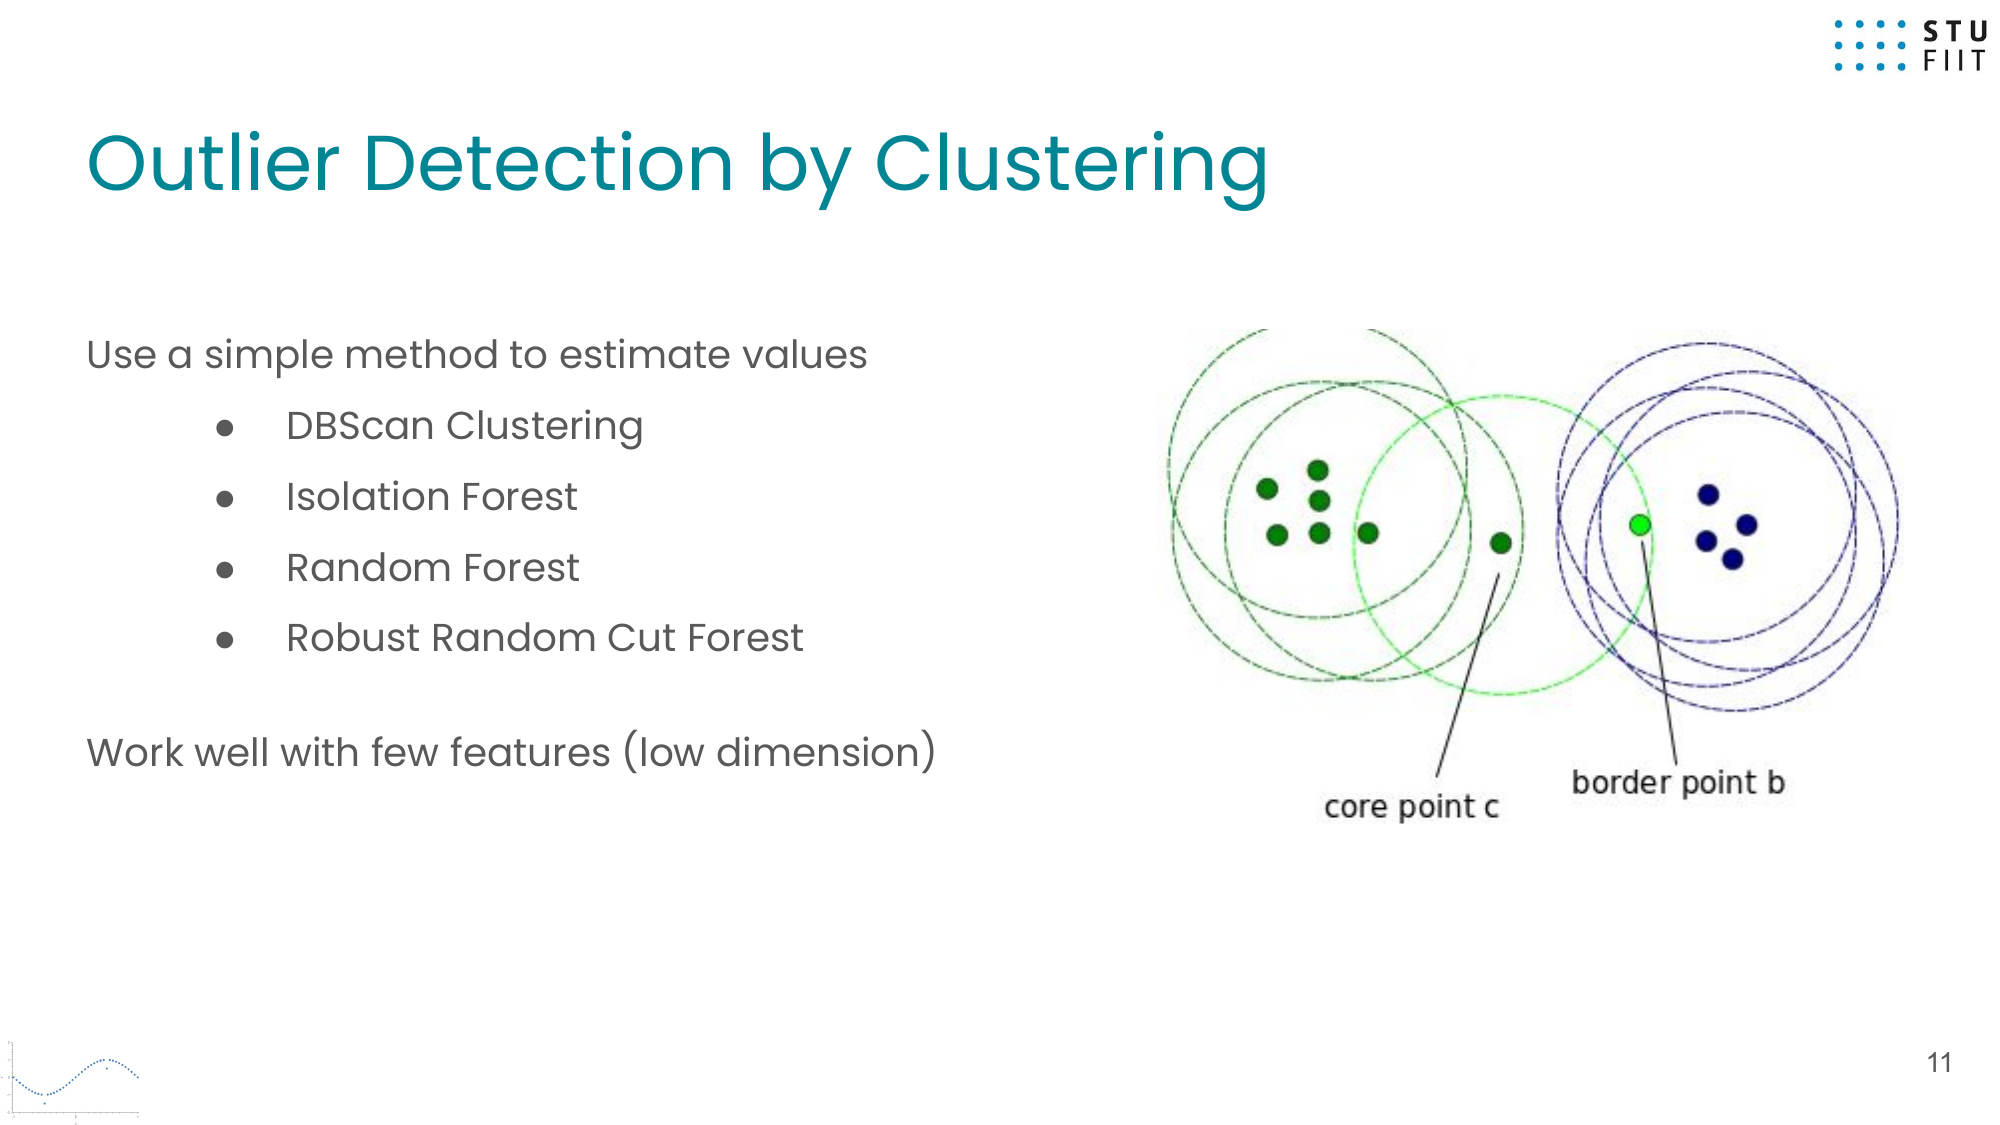 STU
FIIT
Outlier Detection by Clustering
Use a simple method to estimate values
● DBScan Clustering
● Isolation Forest
● Random Forest
● Robust Random Cut Forest
Work well with few features (low dimension)
core point c
border point b
11